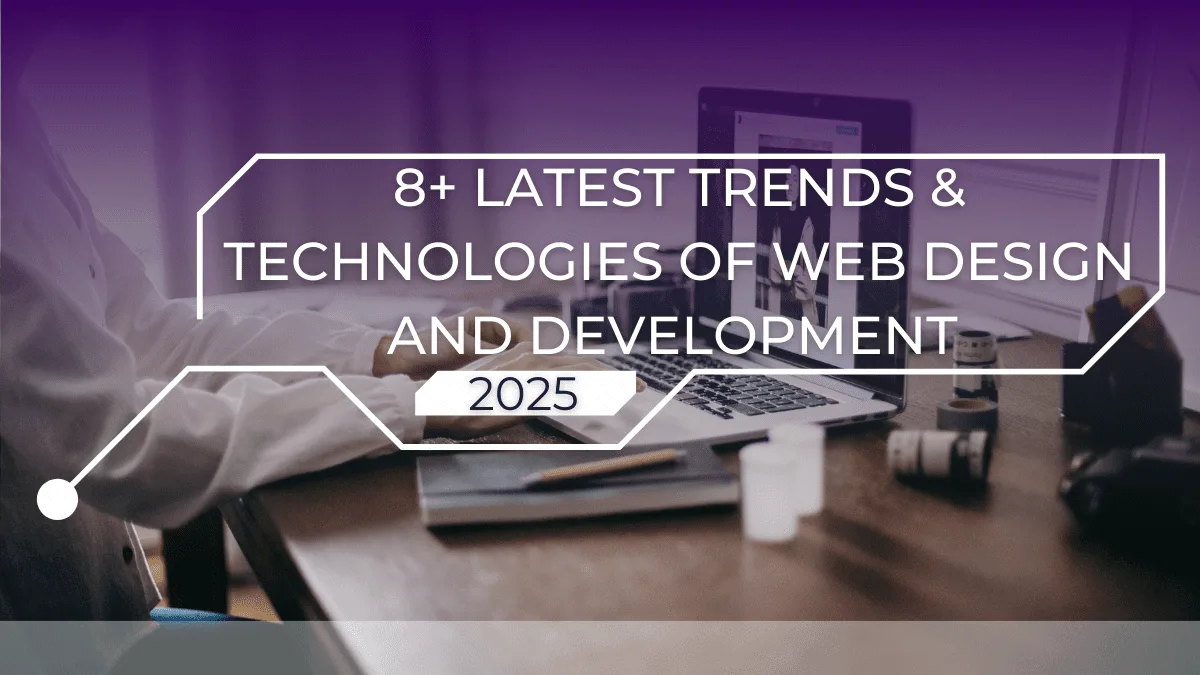 8+ LATEST TRENDS &
TECHNOLOGIES OF WEB DESIGN
AND DEVELOPMENT
2025